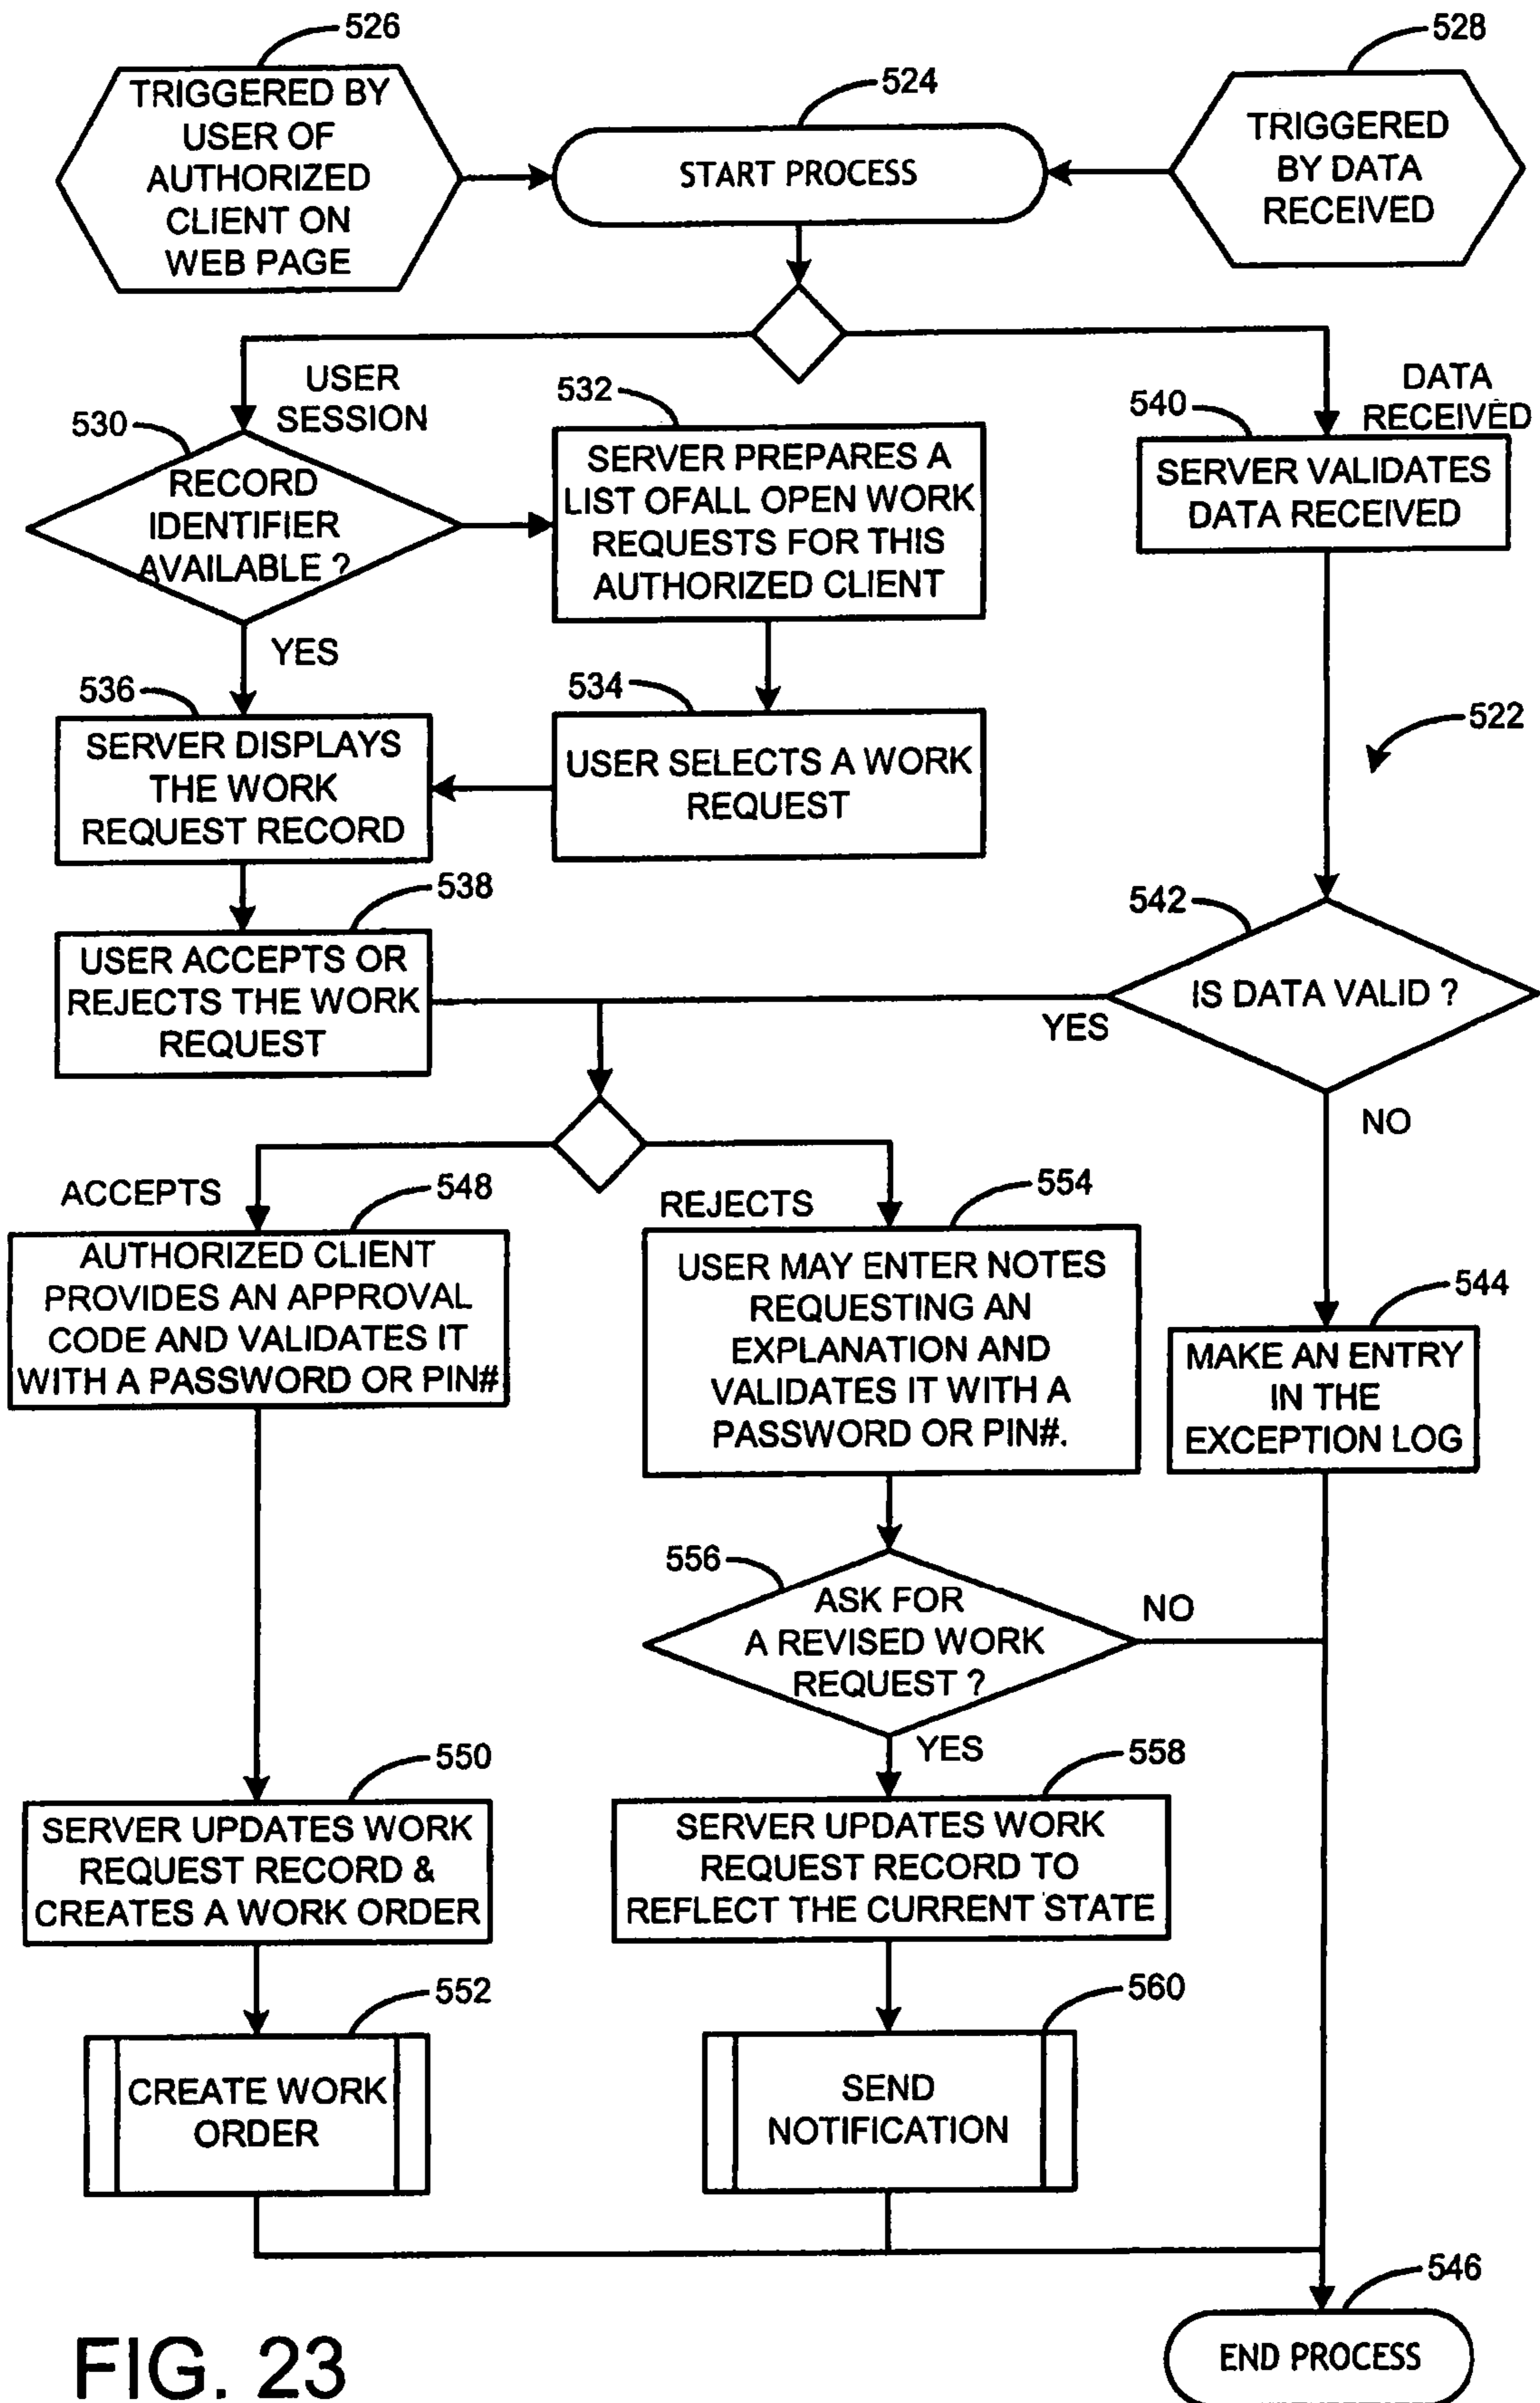 526
TRIGGERED BY
USER OF
AUTHORIZED
CLIENT ON
WEB PAGE
524
START PROCESS
528
TRIGGERED
BY DATA
RECEIVED
USER
SESSION
530
RECORD
IDENTIFIER
AVAILABLE ?
532
SERVER PREPARES A
LIST OFALL OPEN WORK
REQUESTS FOR THIS
AUTHORIZED CLIENT
DATA
RECEIVED
540
SERVER VALIDATES
DATA RECEIVED
YES
536
SERVER DISPLAYS
THE WORK
REQUEST RECORD
534
USER SELECTS A WORK
REQUEST
522
538
USER ACCEPTS OR
REJECTS THE WORK
REQUEST
542
IS DATA VALID ?
YES
NO
ACCEPTS
548
AUTHORIZED CLIENT
PROVIDES AN APPROVAL
CODE AND VALIDATES IT
WITH A PASSWORD OR PIN#
REJECTS
554
USER MAY ENTER NOTES
REQUESTING AN
EXPLANATION AND
VALIDATES IT WITH A
PASSWORD OR PIN#.
544
MAKE AN ENTRY
IN THE
EXCEPTION LOG
556
ASK FOR
A REVISED WORK
REQUEST ?
NO
YES
550
SERVER UPDATES WORK
REQUEST RECORD &
CREATES A WORK ORDER
558
SERVER UPDATES WORK
REQUEST RECORD TO
REFLECT THE CURRENT STATE
552
CREATE WORK
ORDER
560
SEND
NOTIFICATION
546
END PROCESS
FIG. 23